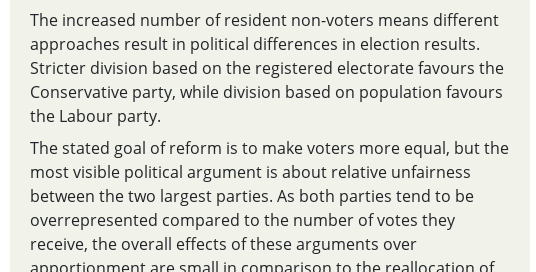 The increased number of resident non-voters means different
approaches result in political differences in election results.
Stricter division based on the registered electorate favours the
Conservative party, while division based on population favours
the Labour party.
The stated goal of reform is to make voters more equal, but the
most visible political argument is about relative unfairness
between the two largest parties. As both parties tend to be
overrepresented compared to the number of votes they
receive, the overall effects of these arguments over
apportionment are small in comparison to the reallocation of